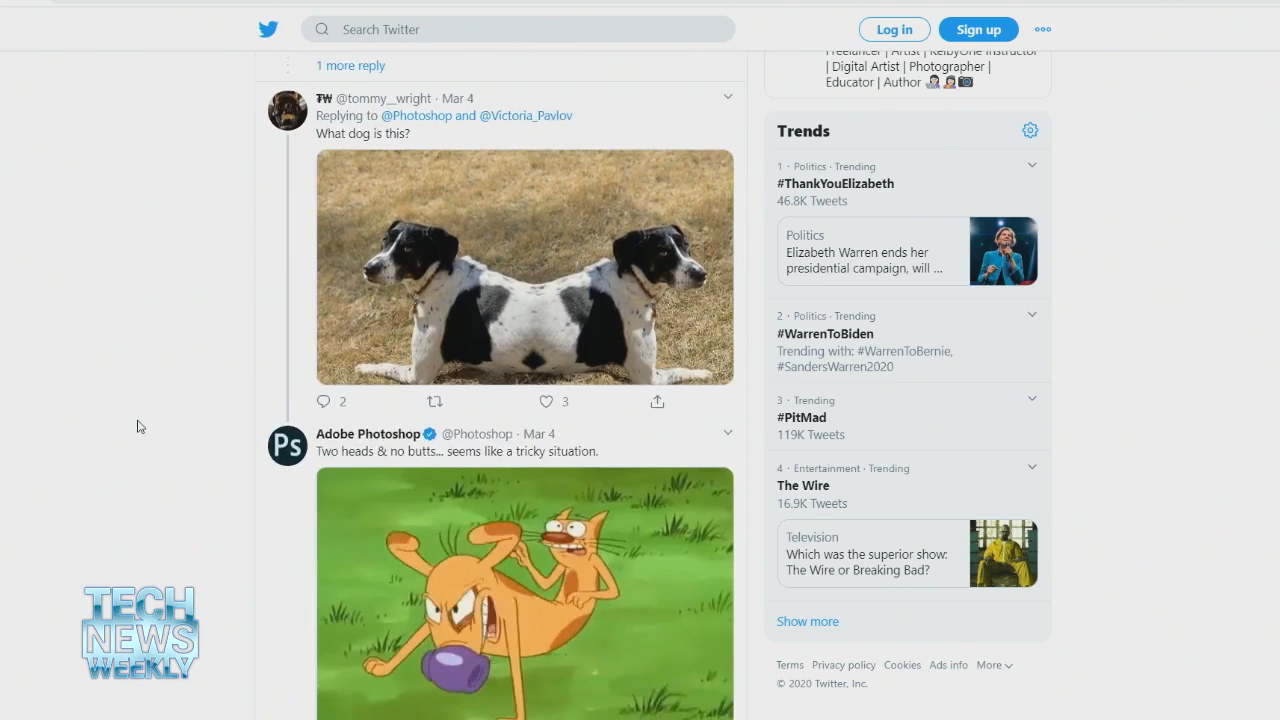 Search Twitter
Log in
Sign up
1 more reply
₮₩ @tommy__wright · Mar 4
Replying to @Photoshop and @Victoria_Pavlov
What dog is this?
2
3
Ps
Adobe Photoshop @Photoshop · Mar 4
Two heads & no butts... seems like a tricky situation.
Freelancer | Artist | KelbyOne Instructor
| Digital Artist | Photographer |
Educator | Author
Trends
1 · Politics · Trending
#ThankYouElizabeth
46.8K Tweets
Politics
Elizabeth Warren ends her
presidential campaign, will ...
2 · Politics · Trending
#WarrenToBiden
Trending with: #WarrenToBernie,
#SandersWarren2020
3 · Trending
#PitMad
119K Tweets
4 · Entertainment · Trending
The Wire
16.9K Tweets
Television
Which was the superior show:
The Wire or Breaking Bad?
Show more
Terms Privacy policy Cookies Ads info More
© 2020 Twitter, Inc.
TECH
NEWS
WEEKLY